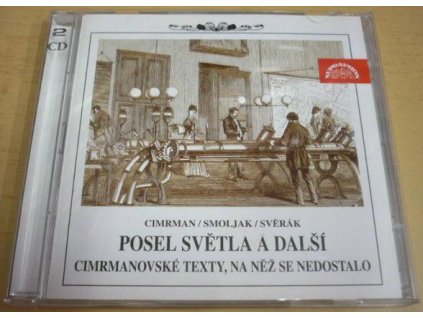 2
CD
SUPRAPHON
CIMRMAN / SMOLJAK / SVĚRÁK
POSEL SVĚTLA A DALŠÍ
CIMRMANOVSKÉ TEXTY, NA NĚŽ SE NEDOSTALO